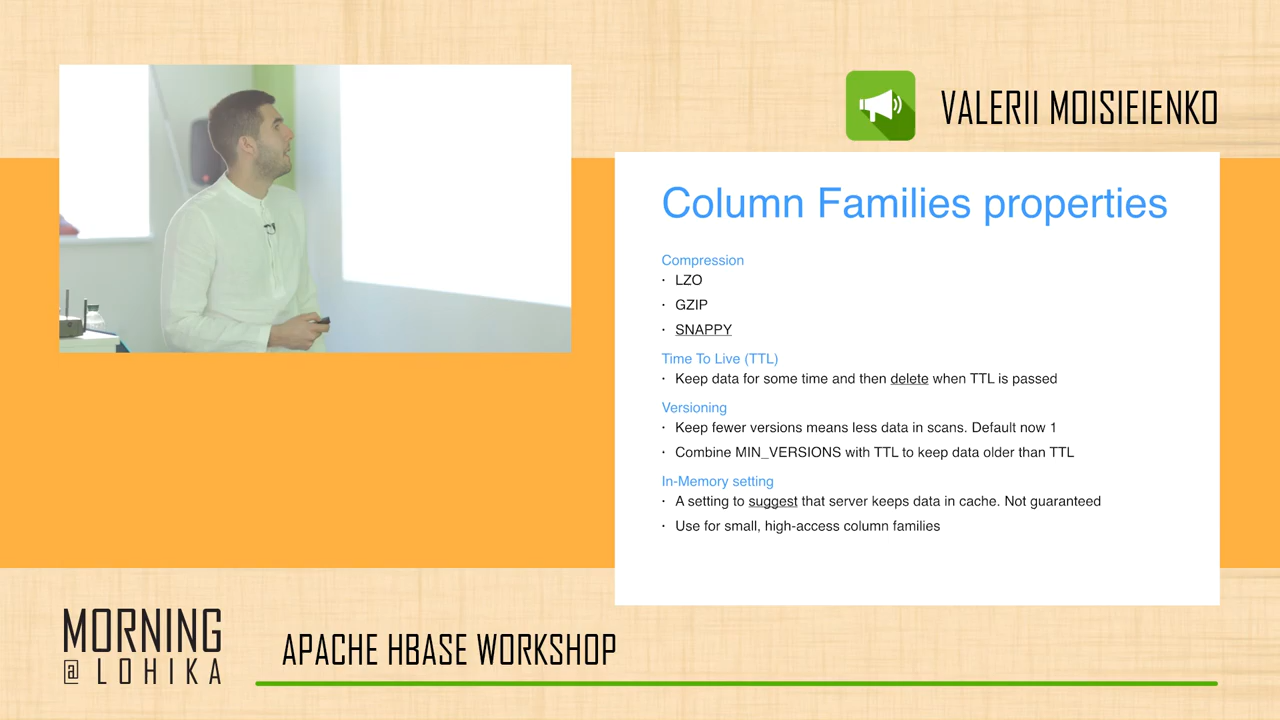 VALERII MOISIEIENKO
Column Families properties
Compression
· LZO
· GZIP
· SNAPPY
Time To Live (TTL)
· Keep data for some time and then delete when TTL is passed
Versioning
· Keep fewer versions means less data in scans. Default now 1
· Combine MIN_VERSIONS with TTL to keep data older than TTL
In-Memory setting
· A setting to suggest that server keeps data in cache. Not guaranteed
· Use for small, high-access column families
MORNING
@ LOHIKA
APACHE HBASE WORKSHOP